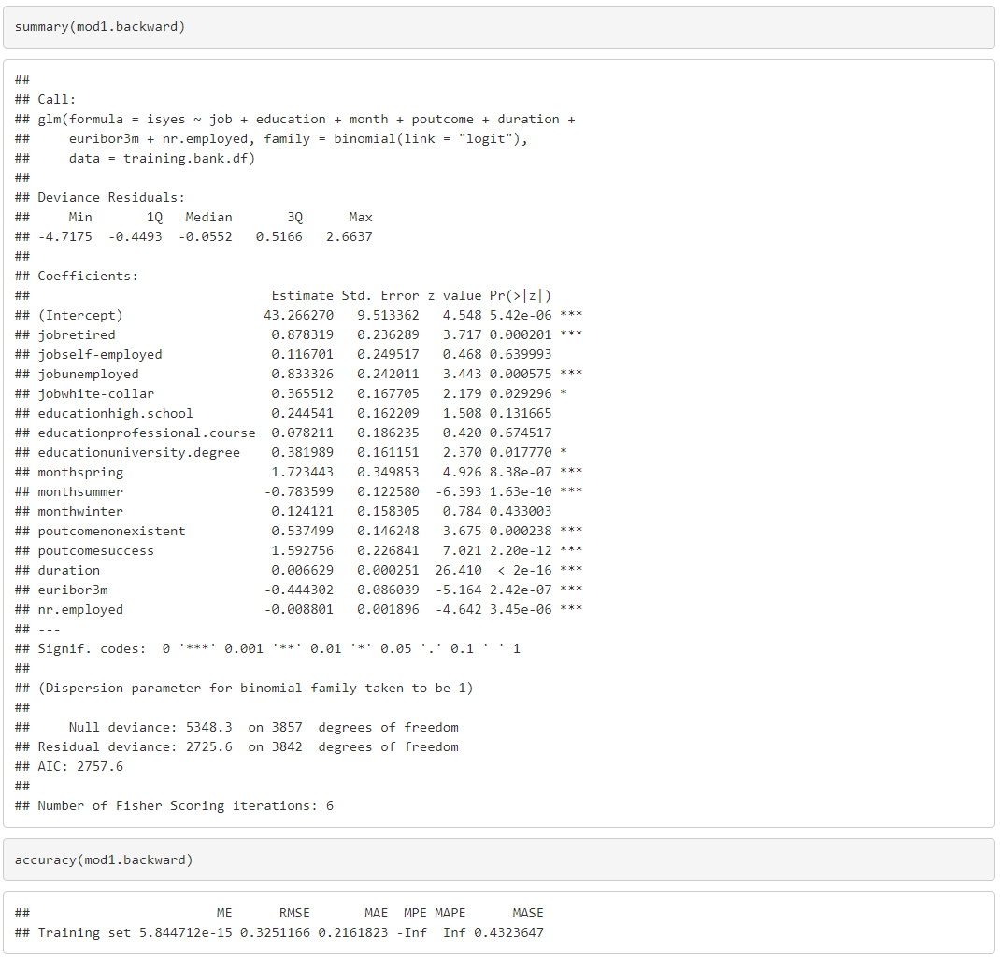 summary(mod1.backward)
##
## Call:
## glm(formula = isyes ~ job + education + month + poutcome + duration +
##     euribor3m + nr.employed, family = binomial(link = "logit"),
##     data = training.bank.df)
##
## Deviance Residuals:
##     Min       1Q   Median       3Q      Max
## -4.7175  -0.4493  -0.0552   0.5166   2.6637
##
## Coefficients:
##                               Estimate Std. Error z value Pr(>|z|)
## (Intercept)                  43.266270   9.513362   4.548 5.42e-06 ***
## jobretired                    0.878319   0.236289   3.717 0.000201 ***
## jobself-employed              0.116701   0.249517   0.468 0.639993
## jobunemployed                 0.833326   0.242011   3.443 0.000575 ***
## jobwhite-collar               0.365512   0.167705   2.179 0.029296 *
## educationhigh.school          0.244541   0.162209   1.508 0.131665
## educationprofessional.course  0.078211   0.186235   0.420 0.674517
## educationuniversity.degree    0.381989   0.161151   2.370 0.017770 *
## monthspring                   1.723443   0.349853   4.926 8.38e-07 ***
## monthsummer                  -0.783599   0.122580  -6.393 1.63e-10 ***
## monthwinter                   0.124121   0.158305   0.784 0.433003
## poutcomenonexistent           0.537499   0.146248   3.675 0.000238 ***
## poutcomesuccess               1.592756   0.226841   7.021 2.20e-12 ***
## duration                      0.006629   0.000251  26.410  < 2e-16 ***
## euribor3m                    -0.444302   0.086039  -5.164 2.42e-07 ***
## nr.employed                  -0.008801   0.001896  -4.642 3.45e-06 ***
## ---
## Signif. codes:  0 '***' 0.001 '**' 0.01 '*' 0.05 '.' 0.1 ' ' 1
##
## (Dispersion parameter for binomial family taken to be 1)
##
##     Null deviance: 5348.3  on 3857  degrees of freedom
## Residual deviance: 2725.6  on 3842  degrees of freedom
## AIC: 2757.6
##
## Number of Fisher Scoring iterations: 6
accuracy(mod1.backward)
##                        ME      RMSE       MAE  MPE MAPE      MASE
## Training set 5.844712e-15 0.3251166 0.2161823 -Inf  Inf 0.4323647